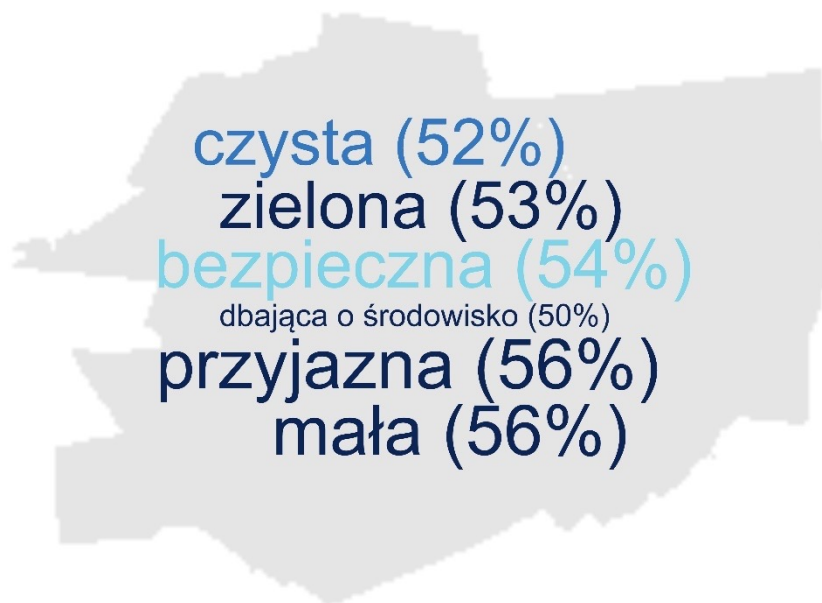 czysta (52%)
zielona (53%)
bezpieczna (54%)
dbająca o środowisko (50%)
przyjazna (56%)
mała (56%)